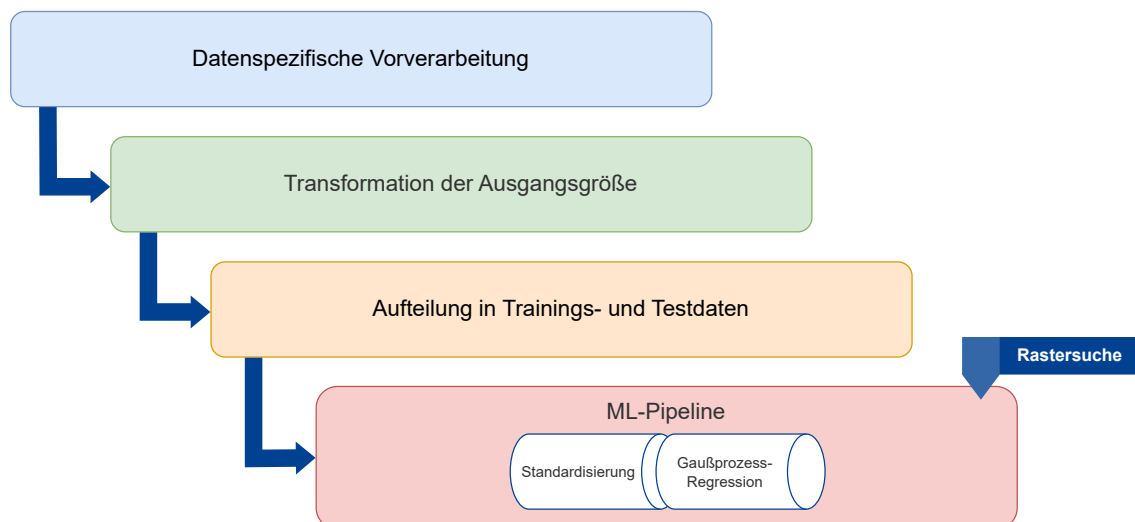 Datenspezifische Vorverarbeitung
Transformation der Ausgangsgröße
Aufteilung in Trainings- und Testdaten
Rastersuche
ML-Pipeline
Standardisierung
Gaußprozess-
Regression